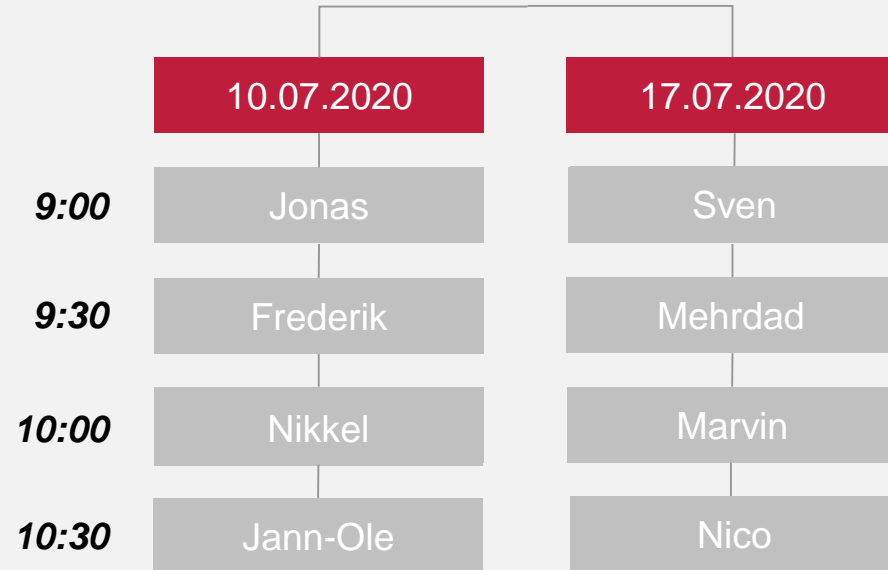 10.07.2020 17.07.2020
9:00 Jonas Sven
9:30 Frederik Mehrdad
10:00 Nikkel Marvin
10:30 Jann-Ole Nico